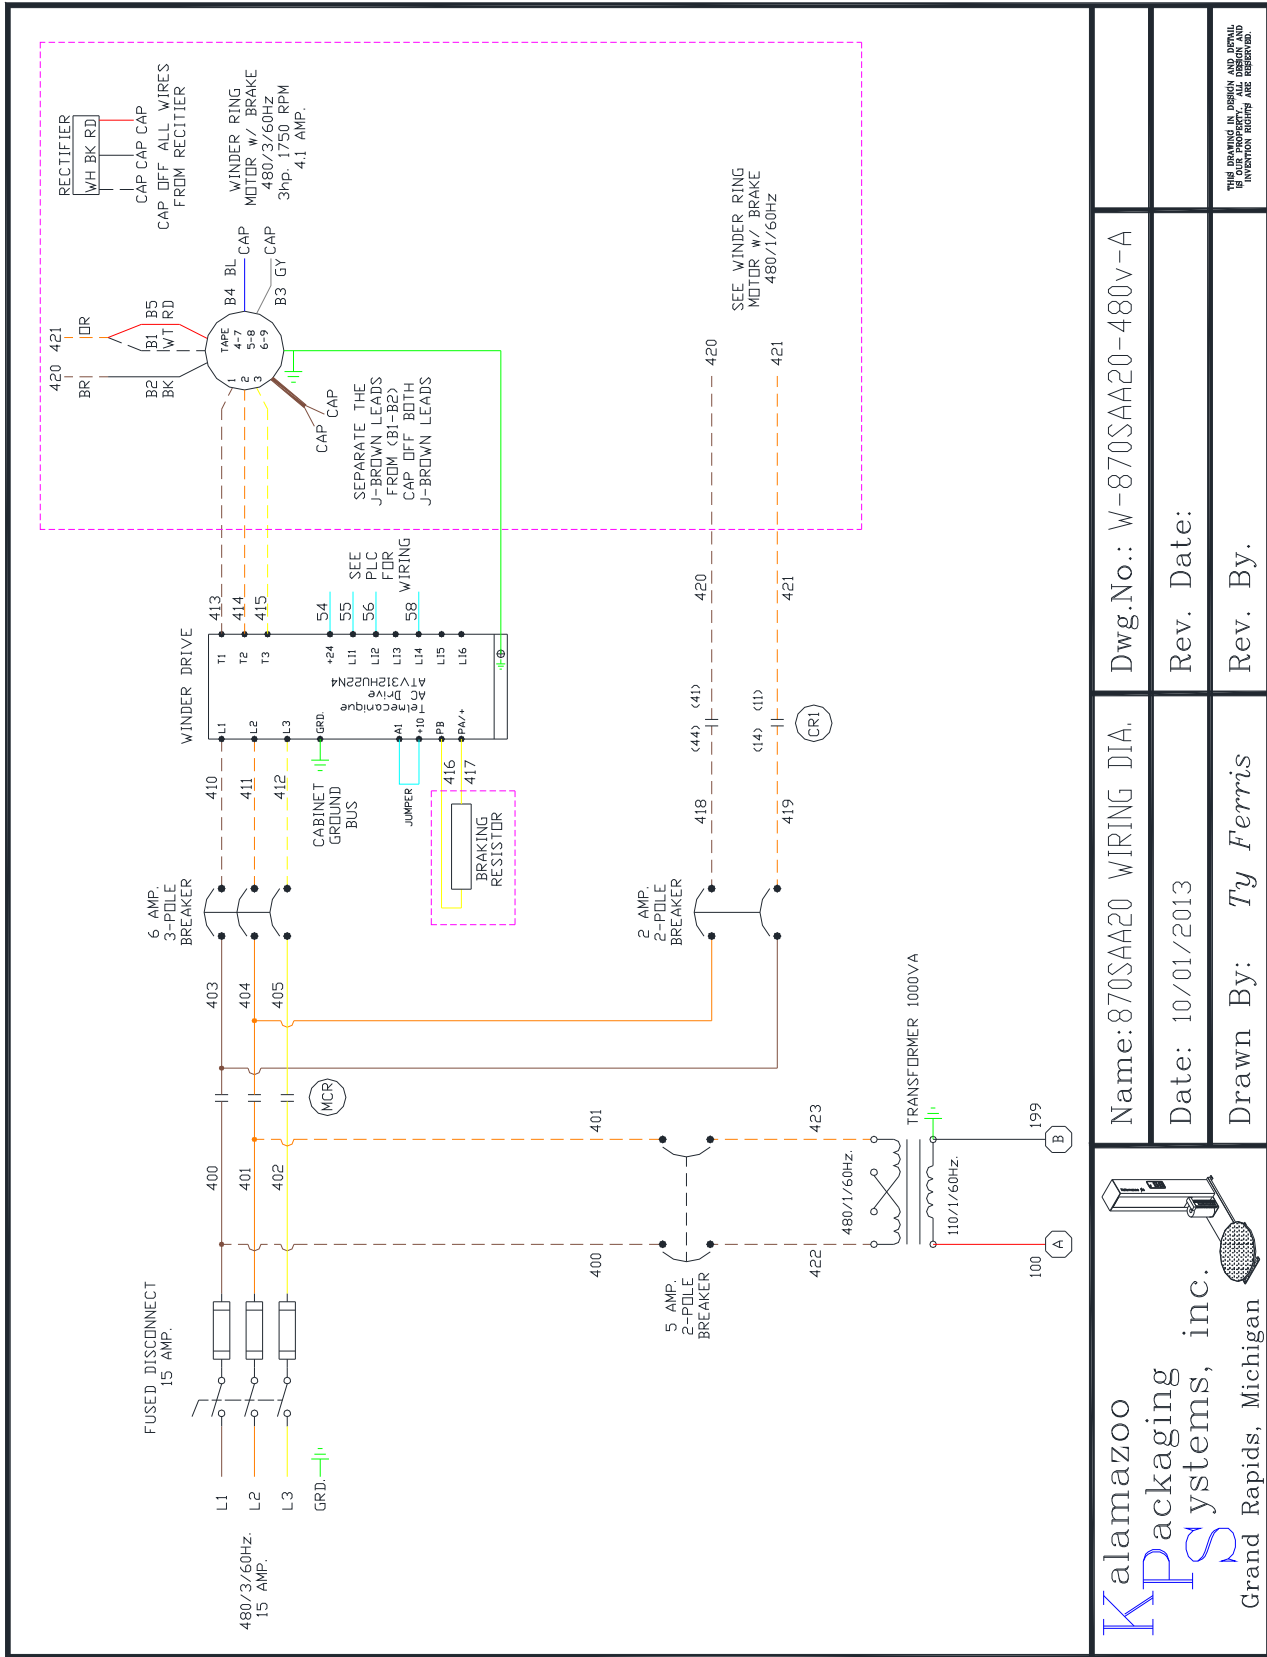 480/3/60Hz.
15 AMP.
L1
L2
L3
GRD.
FUSED DISCONNECT
15 AMP.
400
401
402
MCR
403
404
405
6 AMP.
3-POLE
BREAKER
410
411
412
CABINET
GROUND
BUS
JUMPER
416
417
BRAKING
RESISTOR
WINDER DRIVE
L1
L2
L3
GRD.
A1
+10
PB
PA/+
Telmecanique
AC Drive
ATV312HU22N4
T1
T2
T3
+24
LI1
LI2
LI3
LI4
LI5
LI6
413
414
415
54
55
56
58
SEE
PLC
FOR
WIRING
420
421
BR
OR
B2
BK
B1
WT
B5
RD
1
2
3
TAPE
4-7
5-8
6-9
B4 BL
CAP
B3 GY
CAP
CAP
CAP
SEPARATE THE
J-BROWN LEADS
FROM (B1-B2)
CAP OFF BOTH
J-BROWN LEADS
RECTIFIER
WH BK RD
CAP CAP CAP
CAP OFF ALL WIRES
FROM RECITIER
WINDER RING
MOTOR W/ BRAKE
480/3/60Hz
3hp. 1750 RPM
4.1 AMP.
2 AMP.
2-POLE
BREAKER
418
419
(44) (41)
(14) (11)
CR1
420
421
420
421
SEE WINDER RING
MOTOR W/ BRAKE
480/1/60Hz
400
401
5 AMP.
2-POLE
BREAKER
422
423
480/1/60Hz.
TRANSFORMER 1000VA
110/1/60Hz.
100
199
A
B
Kalamazoo
Packaging
Systems, inc.
Grand Rapids, Michigan
Name:870SAA20 WIRING DIA.
Dwg.No.: W-870SAA20-480v-A
Date: 10/01/2013
Rev. Date:
Drawn By: Ty Ferris
Rev. By.
THIS DRAWING IN DESIGN AND DETAIL
IS OUR PROPERTY. ALL DESIGN AND
INVENTION RIGHTS ARE RESERVED.